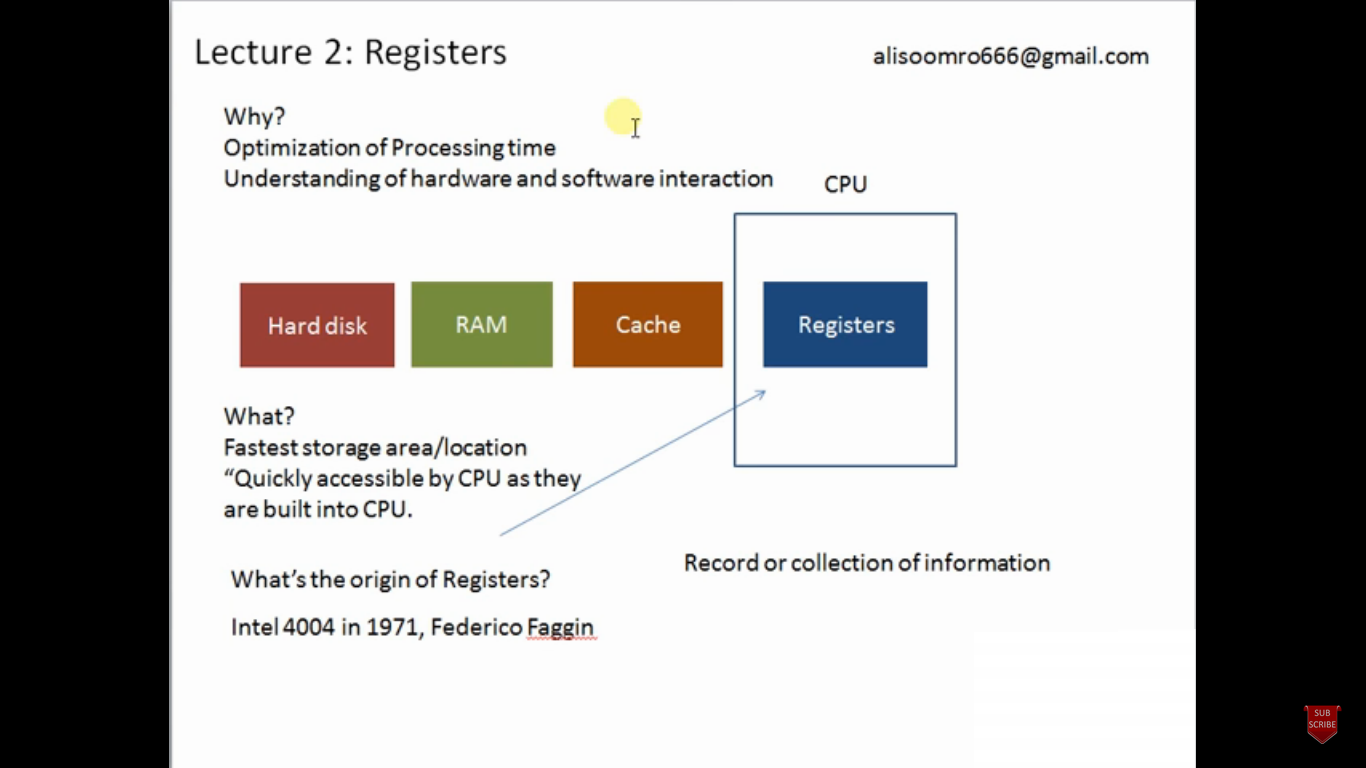 Lecture 2: Registers
alisoomro666@gmail.com
Why?
Optimization of Processing time
Understanding of hardware and software interaction
CPU
Hard disk
RAM
Cache
Registers
What?
Fastest storage area/location
“Quickly accessible by CPU as they
are built into CPU.
Record or collection of information
What’s the origin of Registers?
Intel 4004 in 1971, Federico Faggin
SUB
SCRIBE